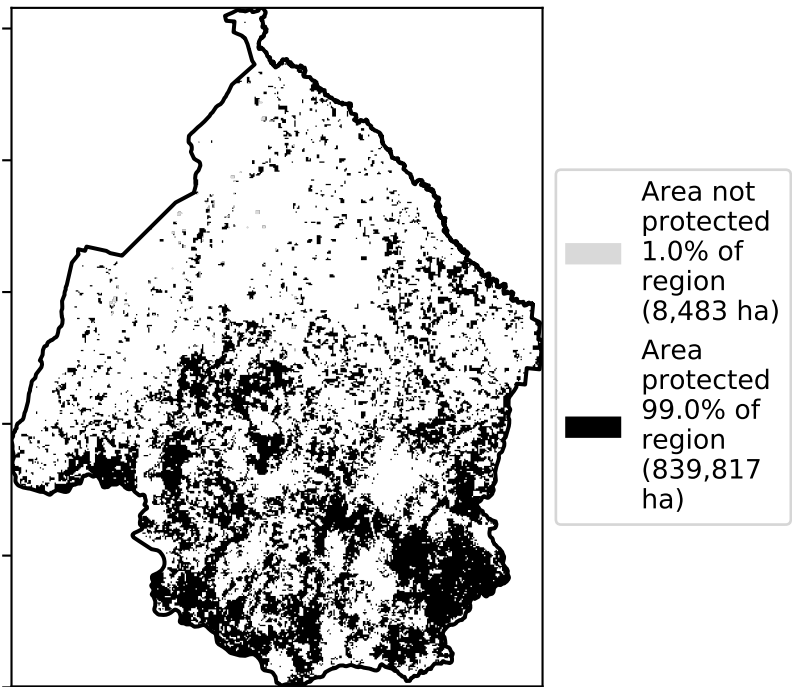 Area not
protected
1.0% of
region
(8,483 ha)
Area
protected
99.0% of
region
(839,817
ha)